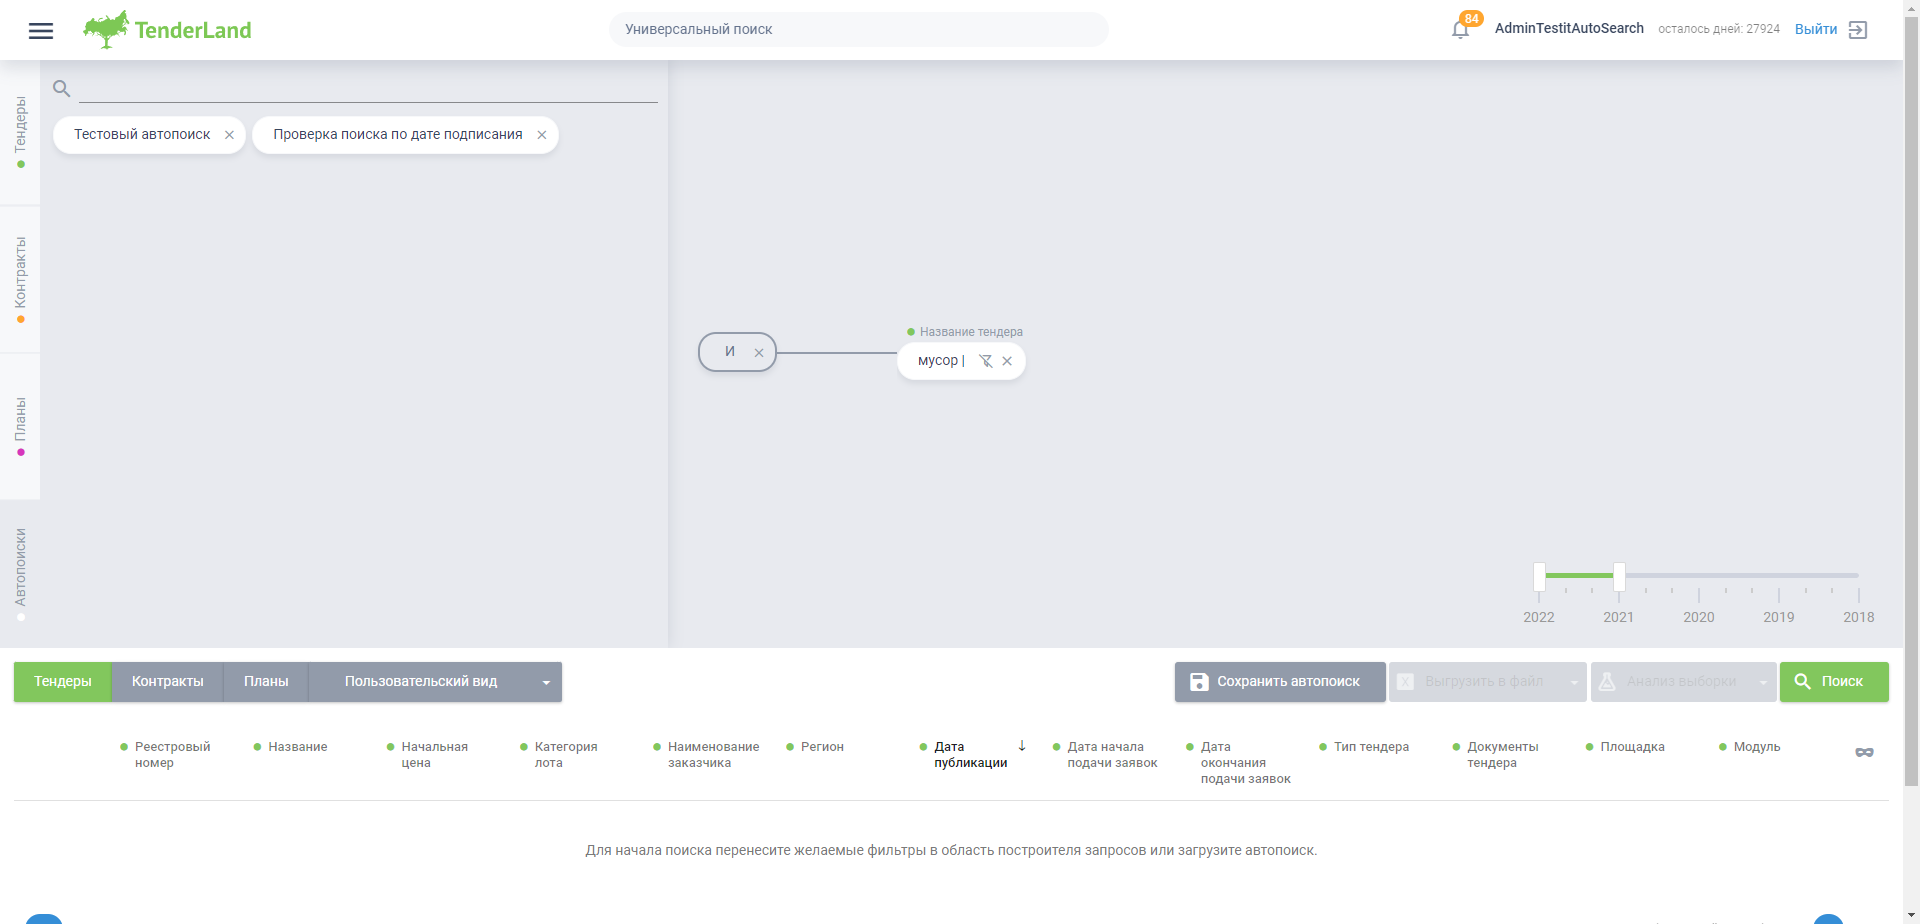 TenderLand
Универсальный поиск
84
AdminTestitAutoSearch
осталось дней: 27924
Выйти
Тендеры
Контракты
Планы
Автопоиски
Тестовый автопоиск
Проверка поиска по дате подписания
Название тендера
И
мусор |
2022
2021
2020
2019
2018
Тендеры
Контракты
Планы
Пользовательский вид
Сохранить автопоиск
Выгрузить в файл
Анализ выборки
Поиск
Реестровый
номер
Название
Начальная
цена
Категория
лота
Наименование
заказчика
Регион
Дата
публикации
Дата начала
подачи заявок
Дата
окончания
подачи заявок
Тип тендера
Документы
тендера
Площадка
Модуль
Для начала поиска перенесите желаемые фильтры в область построителя запросов или загрузите автопоиск.